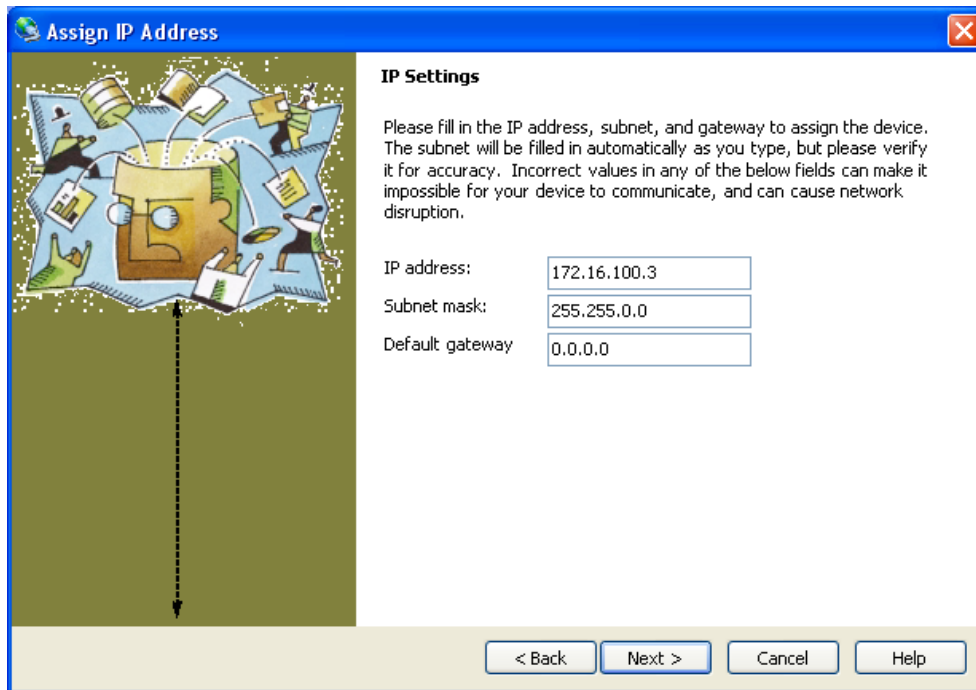 Assign IP Address
IP Settings
Please fill in the IP address, subnet, and gateway to assign the device.
The subnet will be filled in automatically as you type, but please verify
it for accuracy. Incorrect values in any of the below fields can make it
impossible for your device to communicate, and can cause network
disruption.
IP address: 172.16.100.3
Subnet mask: 255.255.0.0
Default gateway 0.0.0.0
< Back Next > Cancel Help